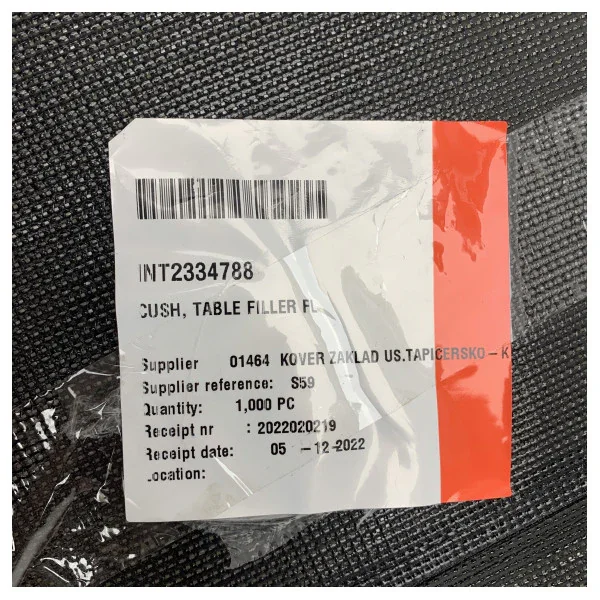 INT2334788
CUSH, TABLE FILLER
Supplier 01464 KOVER ZAKLAD US.TAPICERSKO - K
Supplier reference: S59
Quantity: 1,000 PC
Receipt nr : 2022020219
Receipt date: 05 -12-2022
Location: